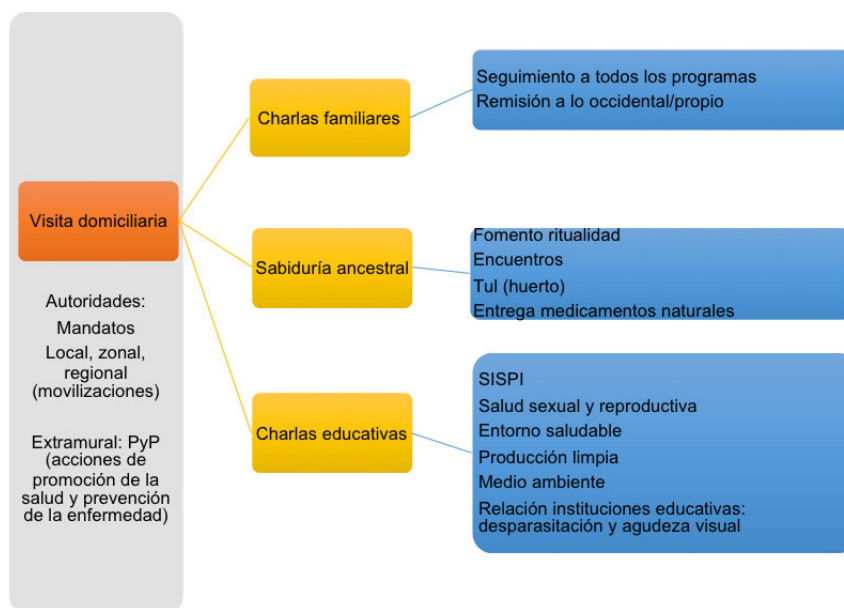 Visita domiciliaria
Autoridades:
Mandatos
Local, zonal,
regional
(movilizaciones)
Extramural: PyP
(acciones de
promoción de la
salud y prevención
de la enfermedad)
Charlas familiares
Seguimiento a todos los programas
Remisión a lo occidental/propio
Sabiduría ancestral
Fomento ritualidad
Encuentros
Tul (huerto)
Entrega medicamentos naturales
Charlas educativas
SISPI
Salud sexual y reproductiva
Entorno saludable
Producción limpia
Medio ambiente
Relación instituciones educativas:
desparasitación y agudeza visual